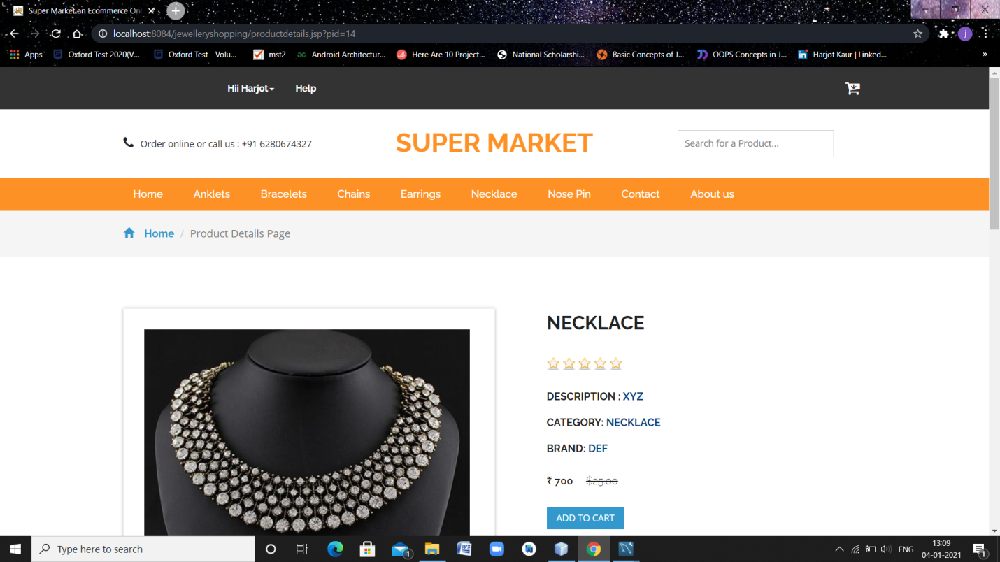 Super Market an Ecommerce On
localhost:8084/jewelleryshopping/productdetails.jsp?pid=14
j
Apps Oxford Test 2020(V... Oxford Test - Volu... mst2 Android Architectur... Here Are 10 Project... National Scholarshi... Basic Concepts of J... OOPS Concepts in J... Harjot Kaur | Linked... »
Hii Harjot Help
Order online or call us : +91 6280674327
SUPER MARKET
Search for a Product...
Home Anklets Bracelets Chains Earrings Necklace Nose Pin Contact About us
Home / Product Details Page
NECKLACE
DESCRIPTION : XYZ
CATEGORY: NECKLACE
BRAND: DEF
₹ 700 $25.00
ADD TO CART
Type here to search
1
ENG
13:09
04-01-2021
1